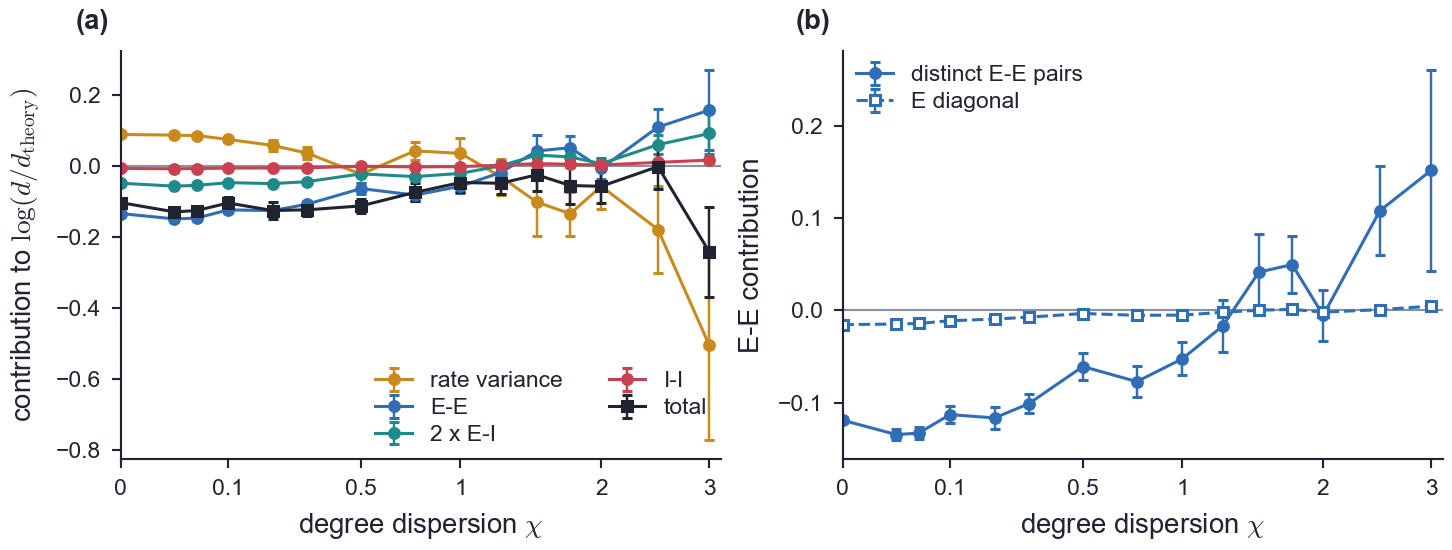 (a)
contribution to log(d/d_theory)
0.2
0.0
−0.2
−0.4
−0.6
−0.8
rate variance
E-E
2 x E-I
I-I
total
0
0.1
0.5
1
2
3
degree dispersion χ
(b)
E-E contribution
0.2
0.1
0.0
−0.1
distinct E-E pairs
E diagonal
0
0.1
0.5
1
2
3
degree dispersion χ